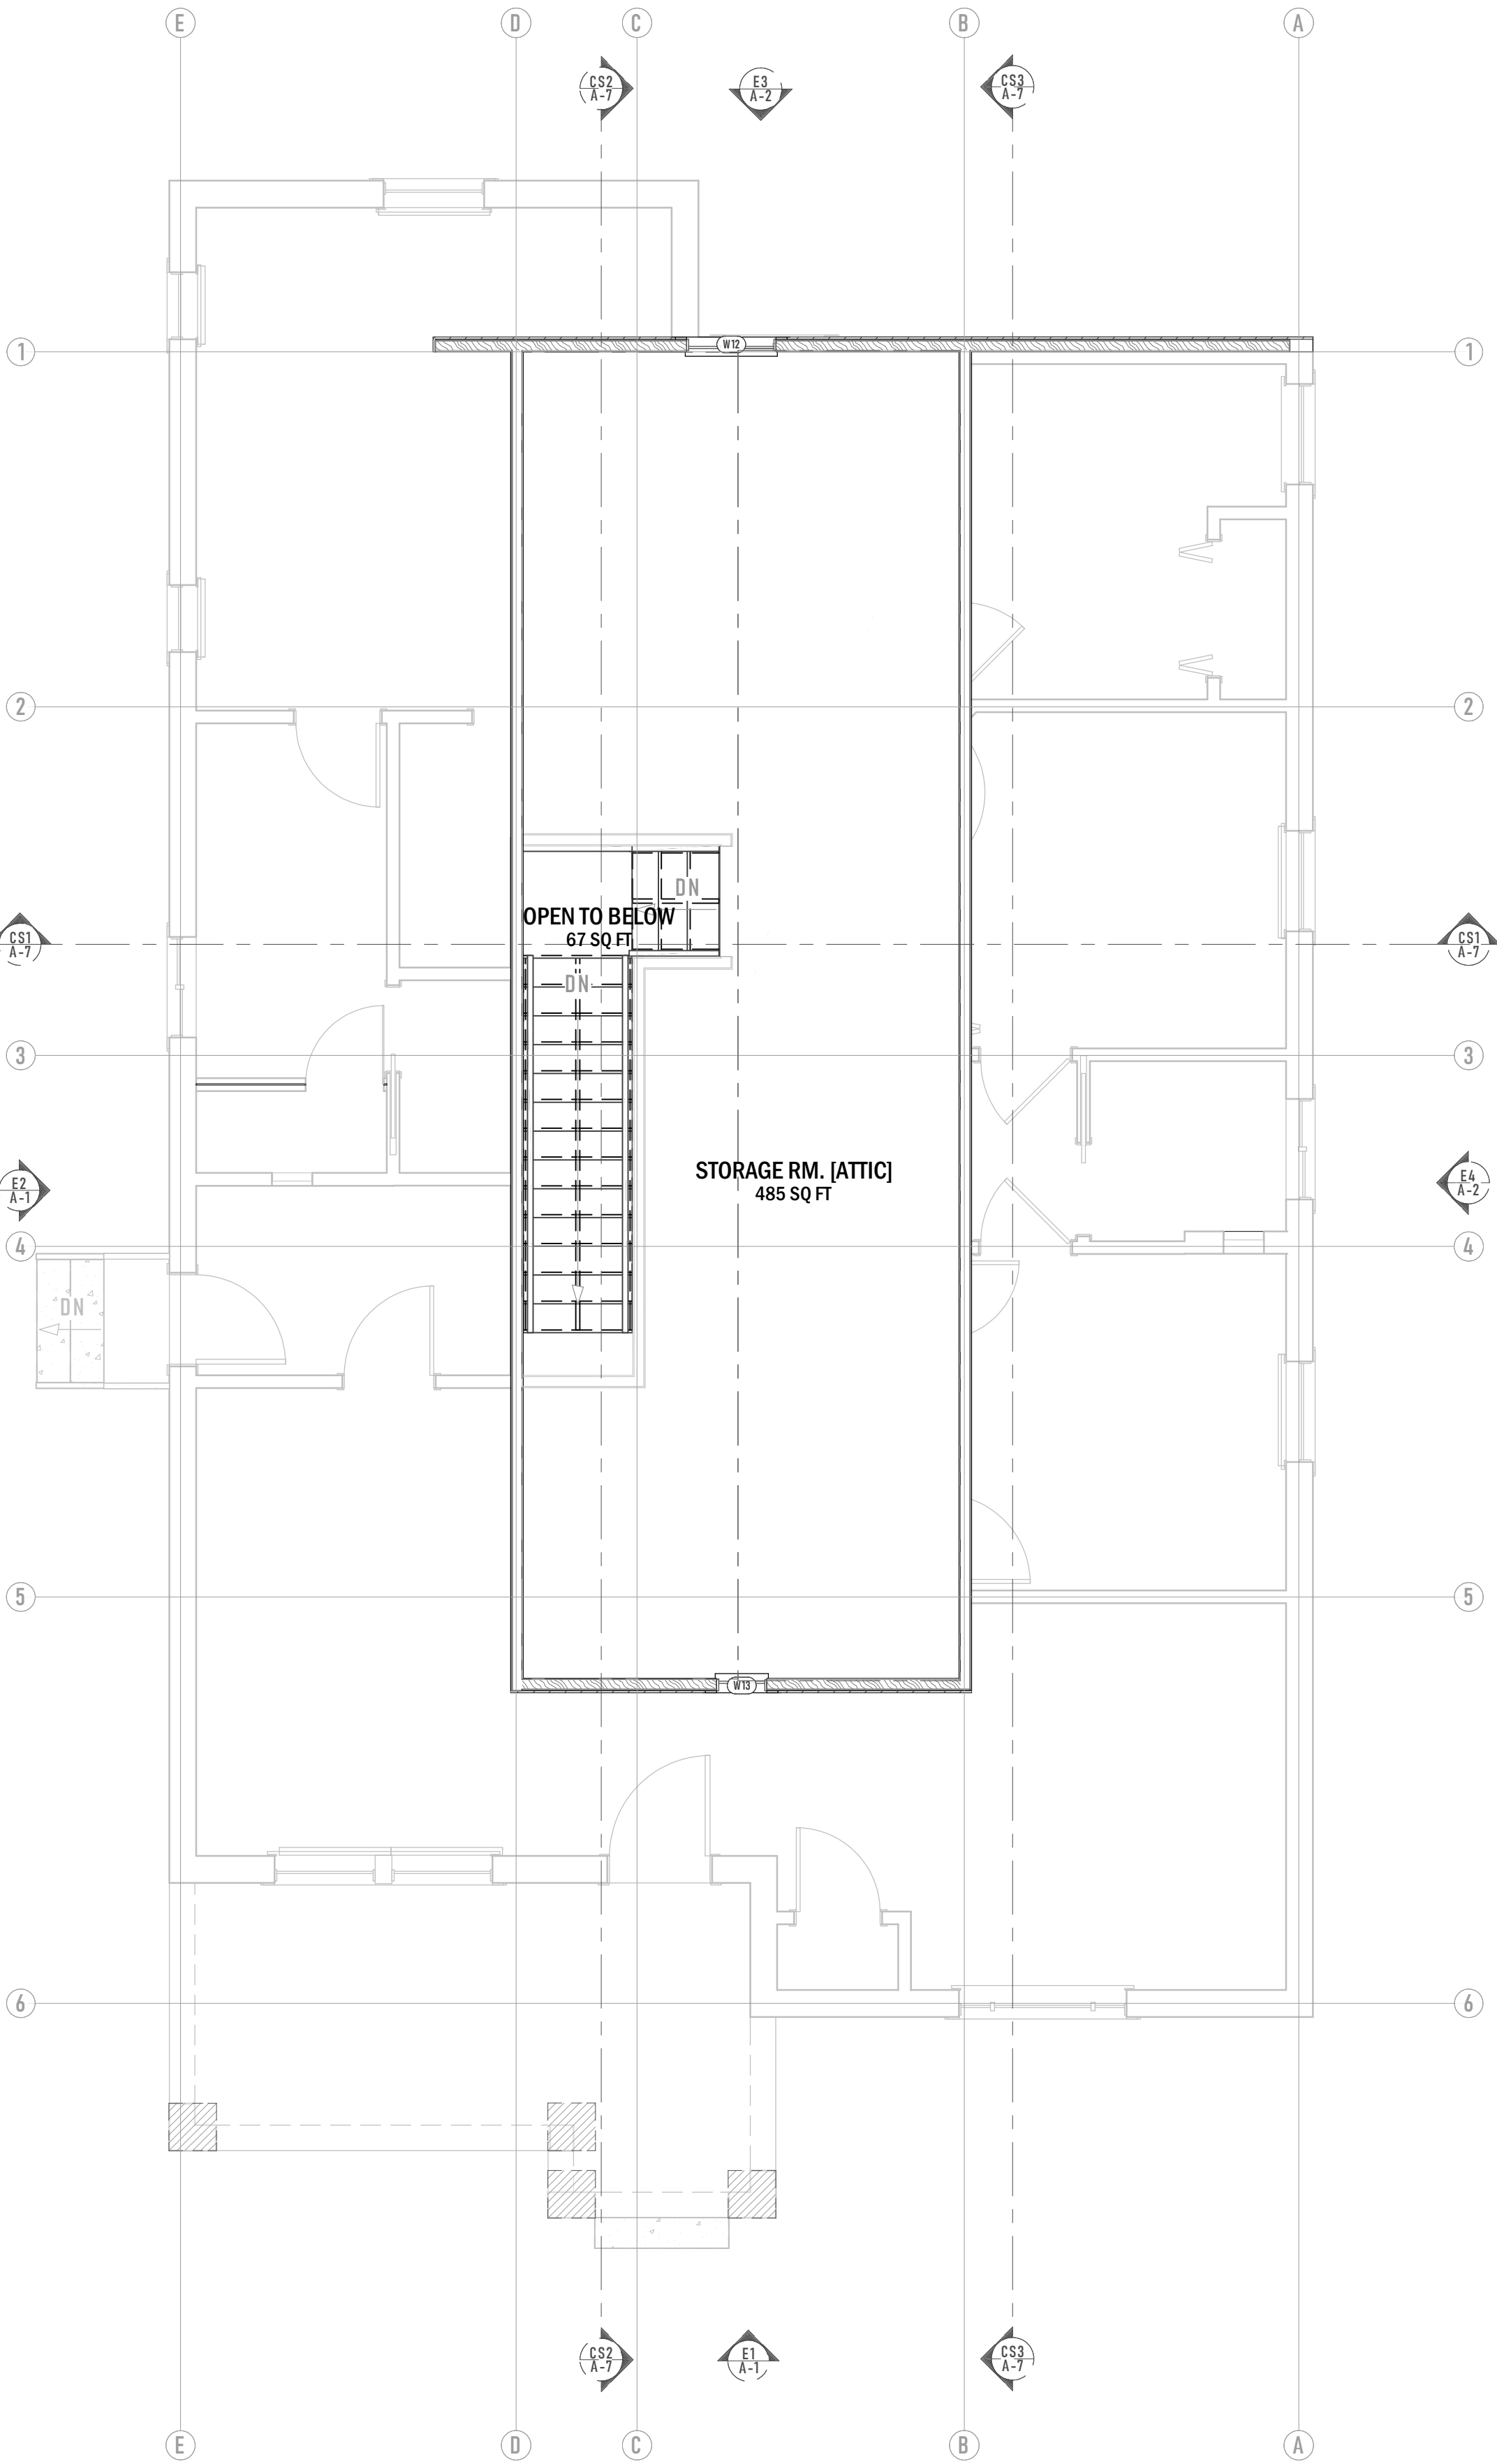 E D C B A
CS2
A-7
E3
A-2
CS3
A-7
W12
1 1
2 2
DN
OPEN TO BELOW
67 SQ FT
CS1
A-7
CS1
A-7
DN
3 3
STORAGE RM. [ATTIC]
485 SQ FT
E2
A-1
E4
A-2
4 4
DN
5 5
W13
6 6
CS2
A-7
E1
A-1
CS3
A-7
E D C B A